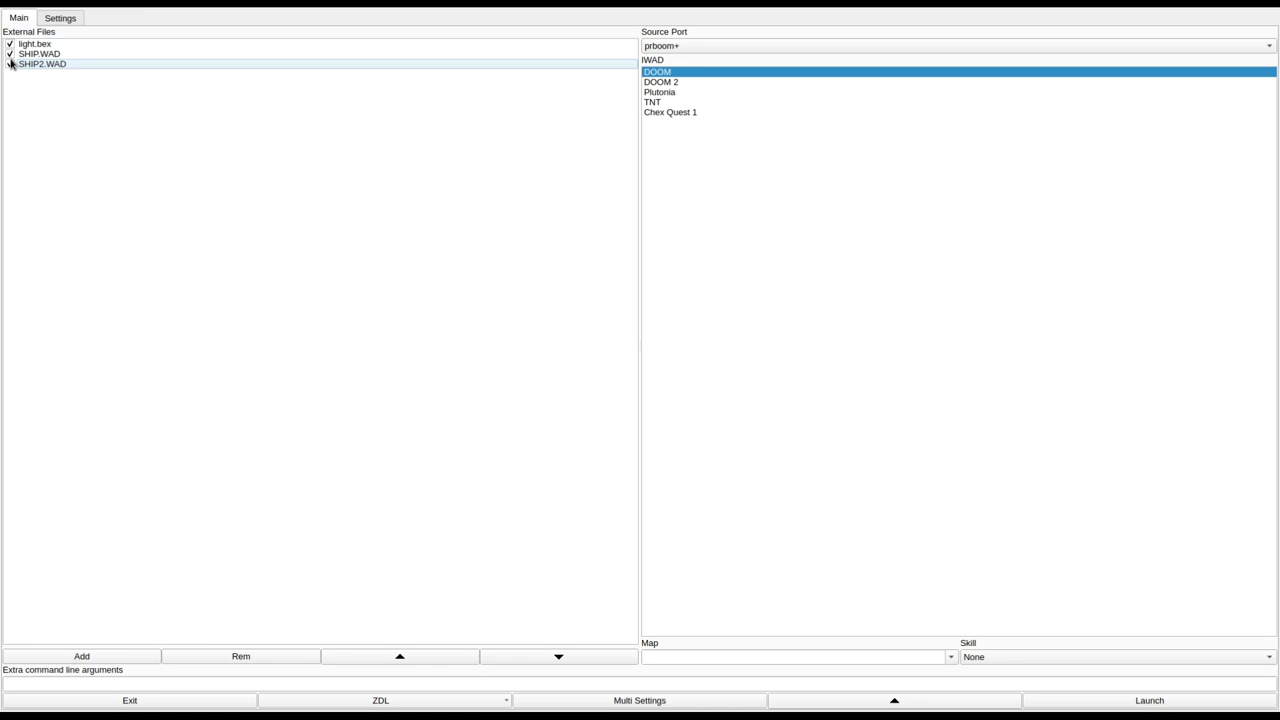 Main Settings
External Files
light.bex
SHIP.WAD
SHIP2.WAD
Source Port
prboom+
IWAD
DOOM
DOOM 2
Plutonia
TNT
Chex Quest 1
Map Skill
None
Add Rem
Extra command line arguments
Exit ZDL Multi Settings Launch